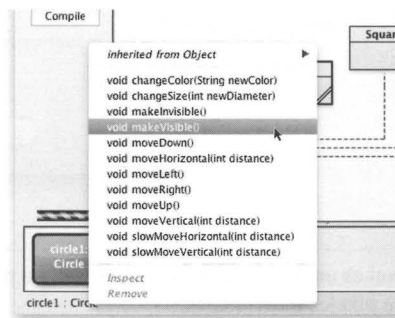 Compile
Squar
inherited from Object
void changeColor(String newColor)
void changeSize(int newDiameter)
void makeInvisible()
void makeVisible()
void moveDown()
void moveHorizontal(int distance)
void moveLeft()
void moveRight()
void moveUp()
void moveVertical(int distance)
void slowMoveHorizontal(int distance)
void slowMoveVertical(int distance)
Inspect
Remove
circle1:
Circle
circle1 : Circle